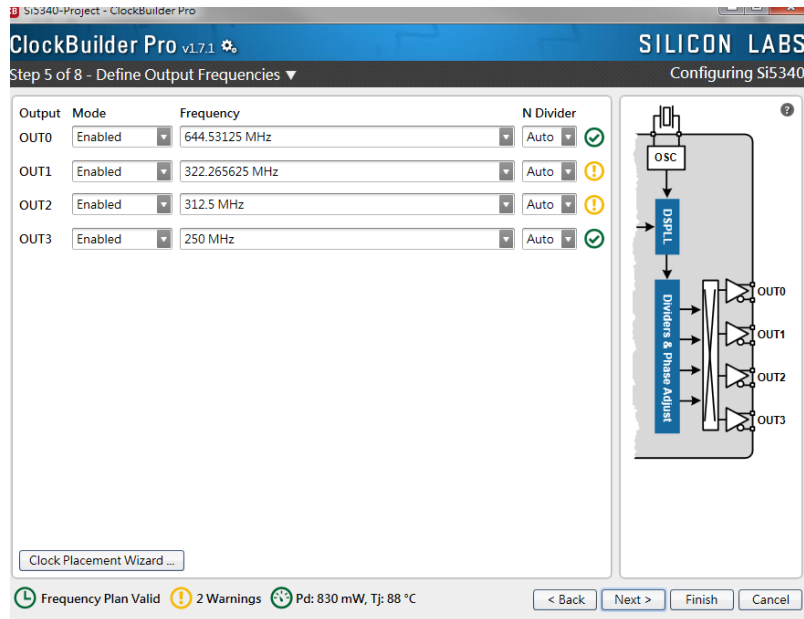 Si5340-Project - ClockBuilder Pro
ClockBuilder Pro v1.7.1
SILICON LABS
Step 5 of 8 - Define Output Frequencies ▼
Configuring Si5340
Output Mode Frequency N Divider
OUT0 Enabled 644.53125 MHz Auto
OUT1 Enabled 322.265625 MHz Auto
OUT2 Enabled 312.5 MHz Auto
OUT3 Enabled 250 MHz Auto
?
OSC
DSPLL
Dividers & Phase Adjust
OUT0
OUT1
OUT2
OUT3
Clock Placement Wizard ...
Frequency Plan Valid 2 Warnings Pd: 830 mW, Tj: 88 °C
< Back Next > Finish Cancel